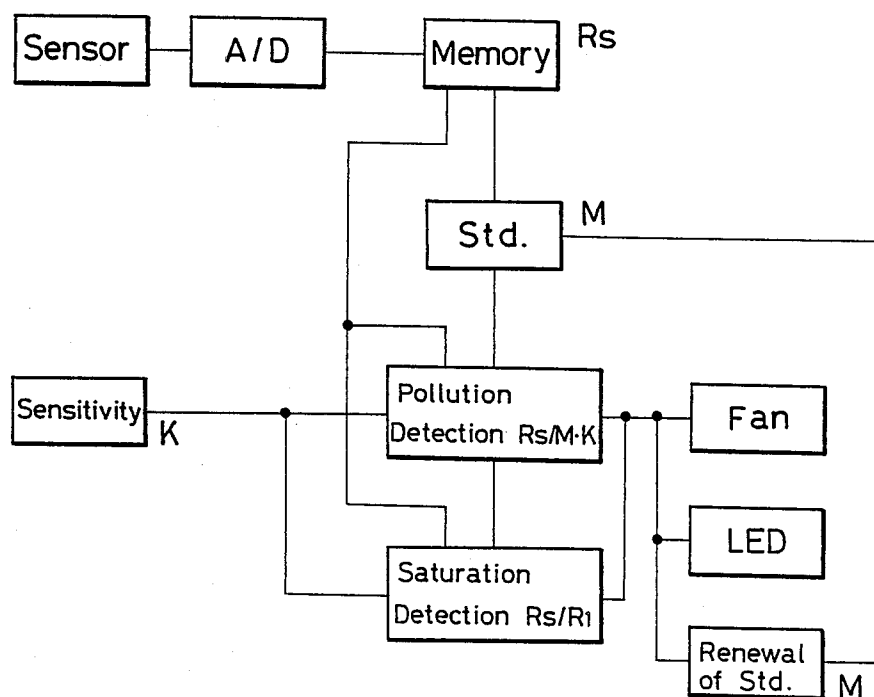 Sensor
A/D
Memory
Rs
Std.
M
Sensitivity
K
Pollution
Detection Rs/M·K
Fan
LED
Saturation
Detection Rs/R1
Renewal
of Std.
M